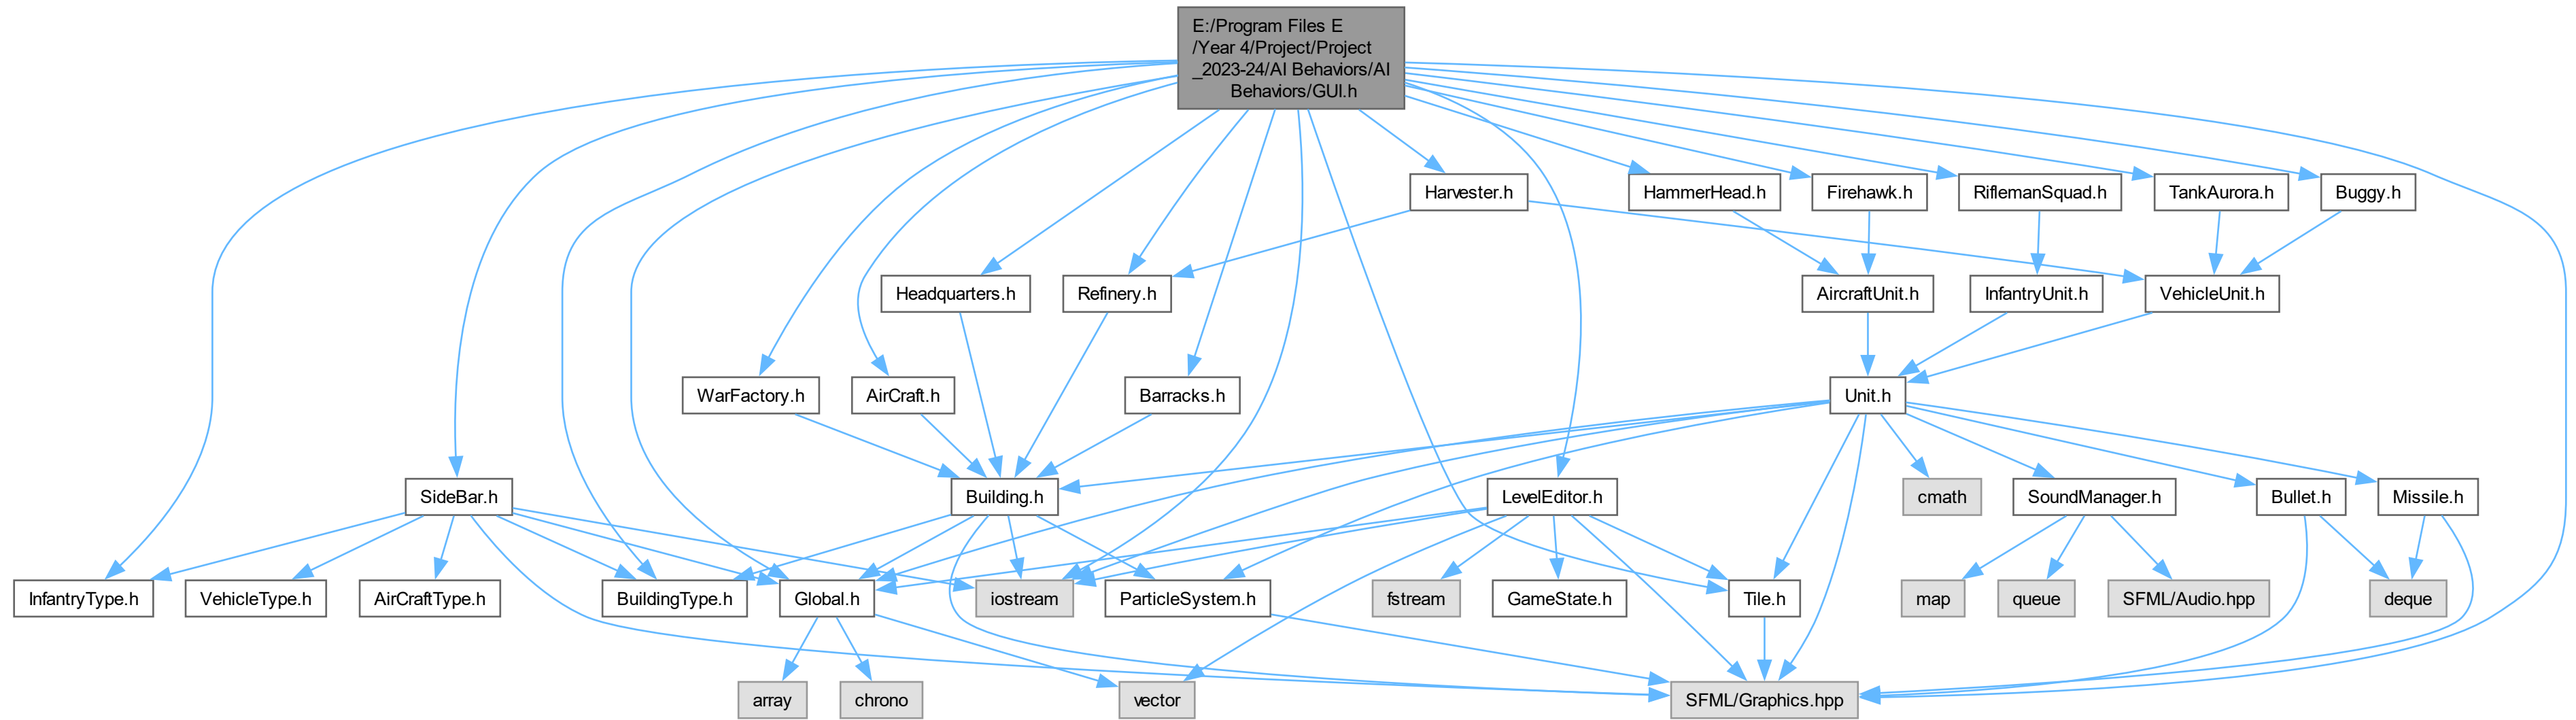 E:/Program Files E
/Year 4/Project/Project
_2023-24/AI Behaviors/AI
Behaviors/GUI.h
Harvester.h
HammerHead.h
Firehawk.h
RiflemanSquad.h
TankAurora.h
Buggy.h
Headquarters.h
Refinery.h
AircraftUnit.h
InfantryUnit.h
VehicleUnit.h
WarFactory.h
AirCraft.h
Barracks.h
Unit.h
SideBar.h
Building.h
LevelEditor.h
cmath
SoundManager.h
Bullet.h
Missile.h
InfantryType.h
VehicleType.h
AirCraftType.h
BuildingType.h
Global.h
iostream
ParticleSystem.h
fstream
GameState.h
Tile.h
map
queue
SFML/Audio.hpp
deque
array
chrono
vector
SFML/Graphics.hpp